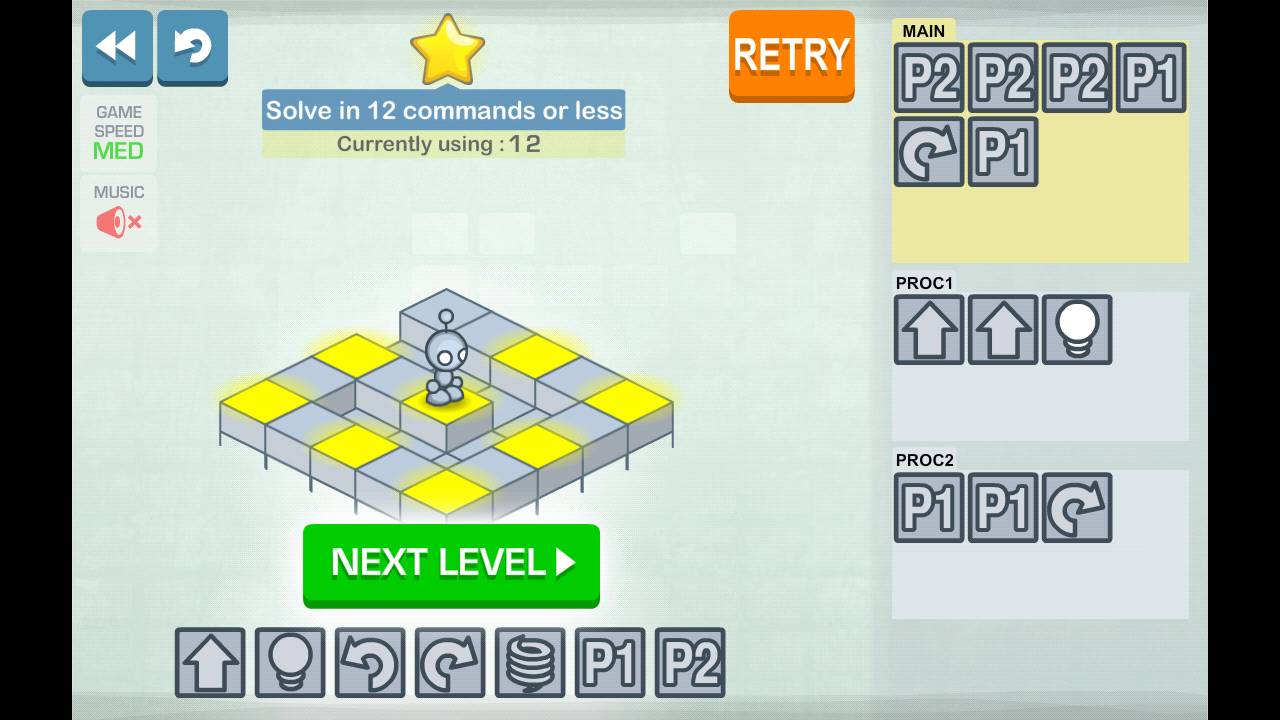 RETRY
Solve in 12 commands or less
Currently using : 12
GAME
SPEED
MED
MUSIC
NEXT LEVEL
P1 P2
MAIN
P2 P2 P2 P1
P1
PROC1
PROC2
P1 P1